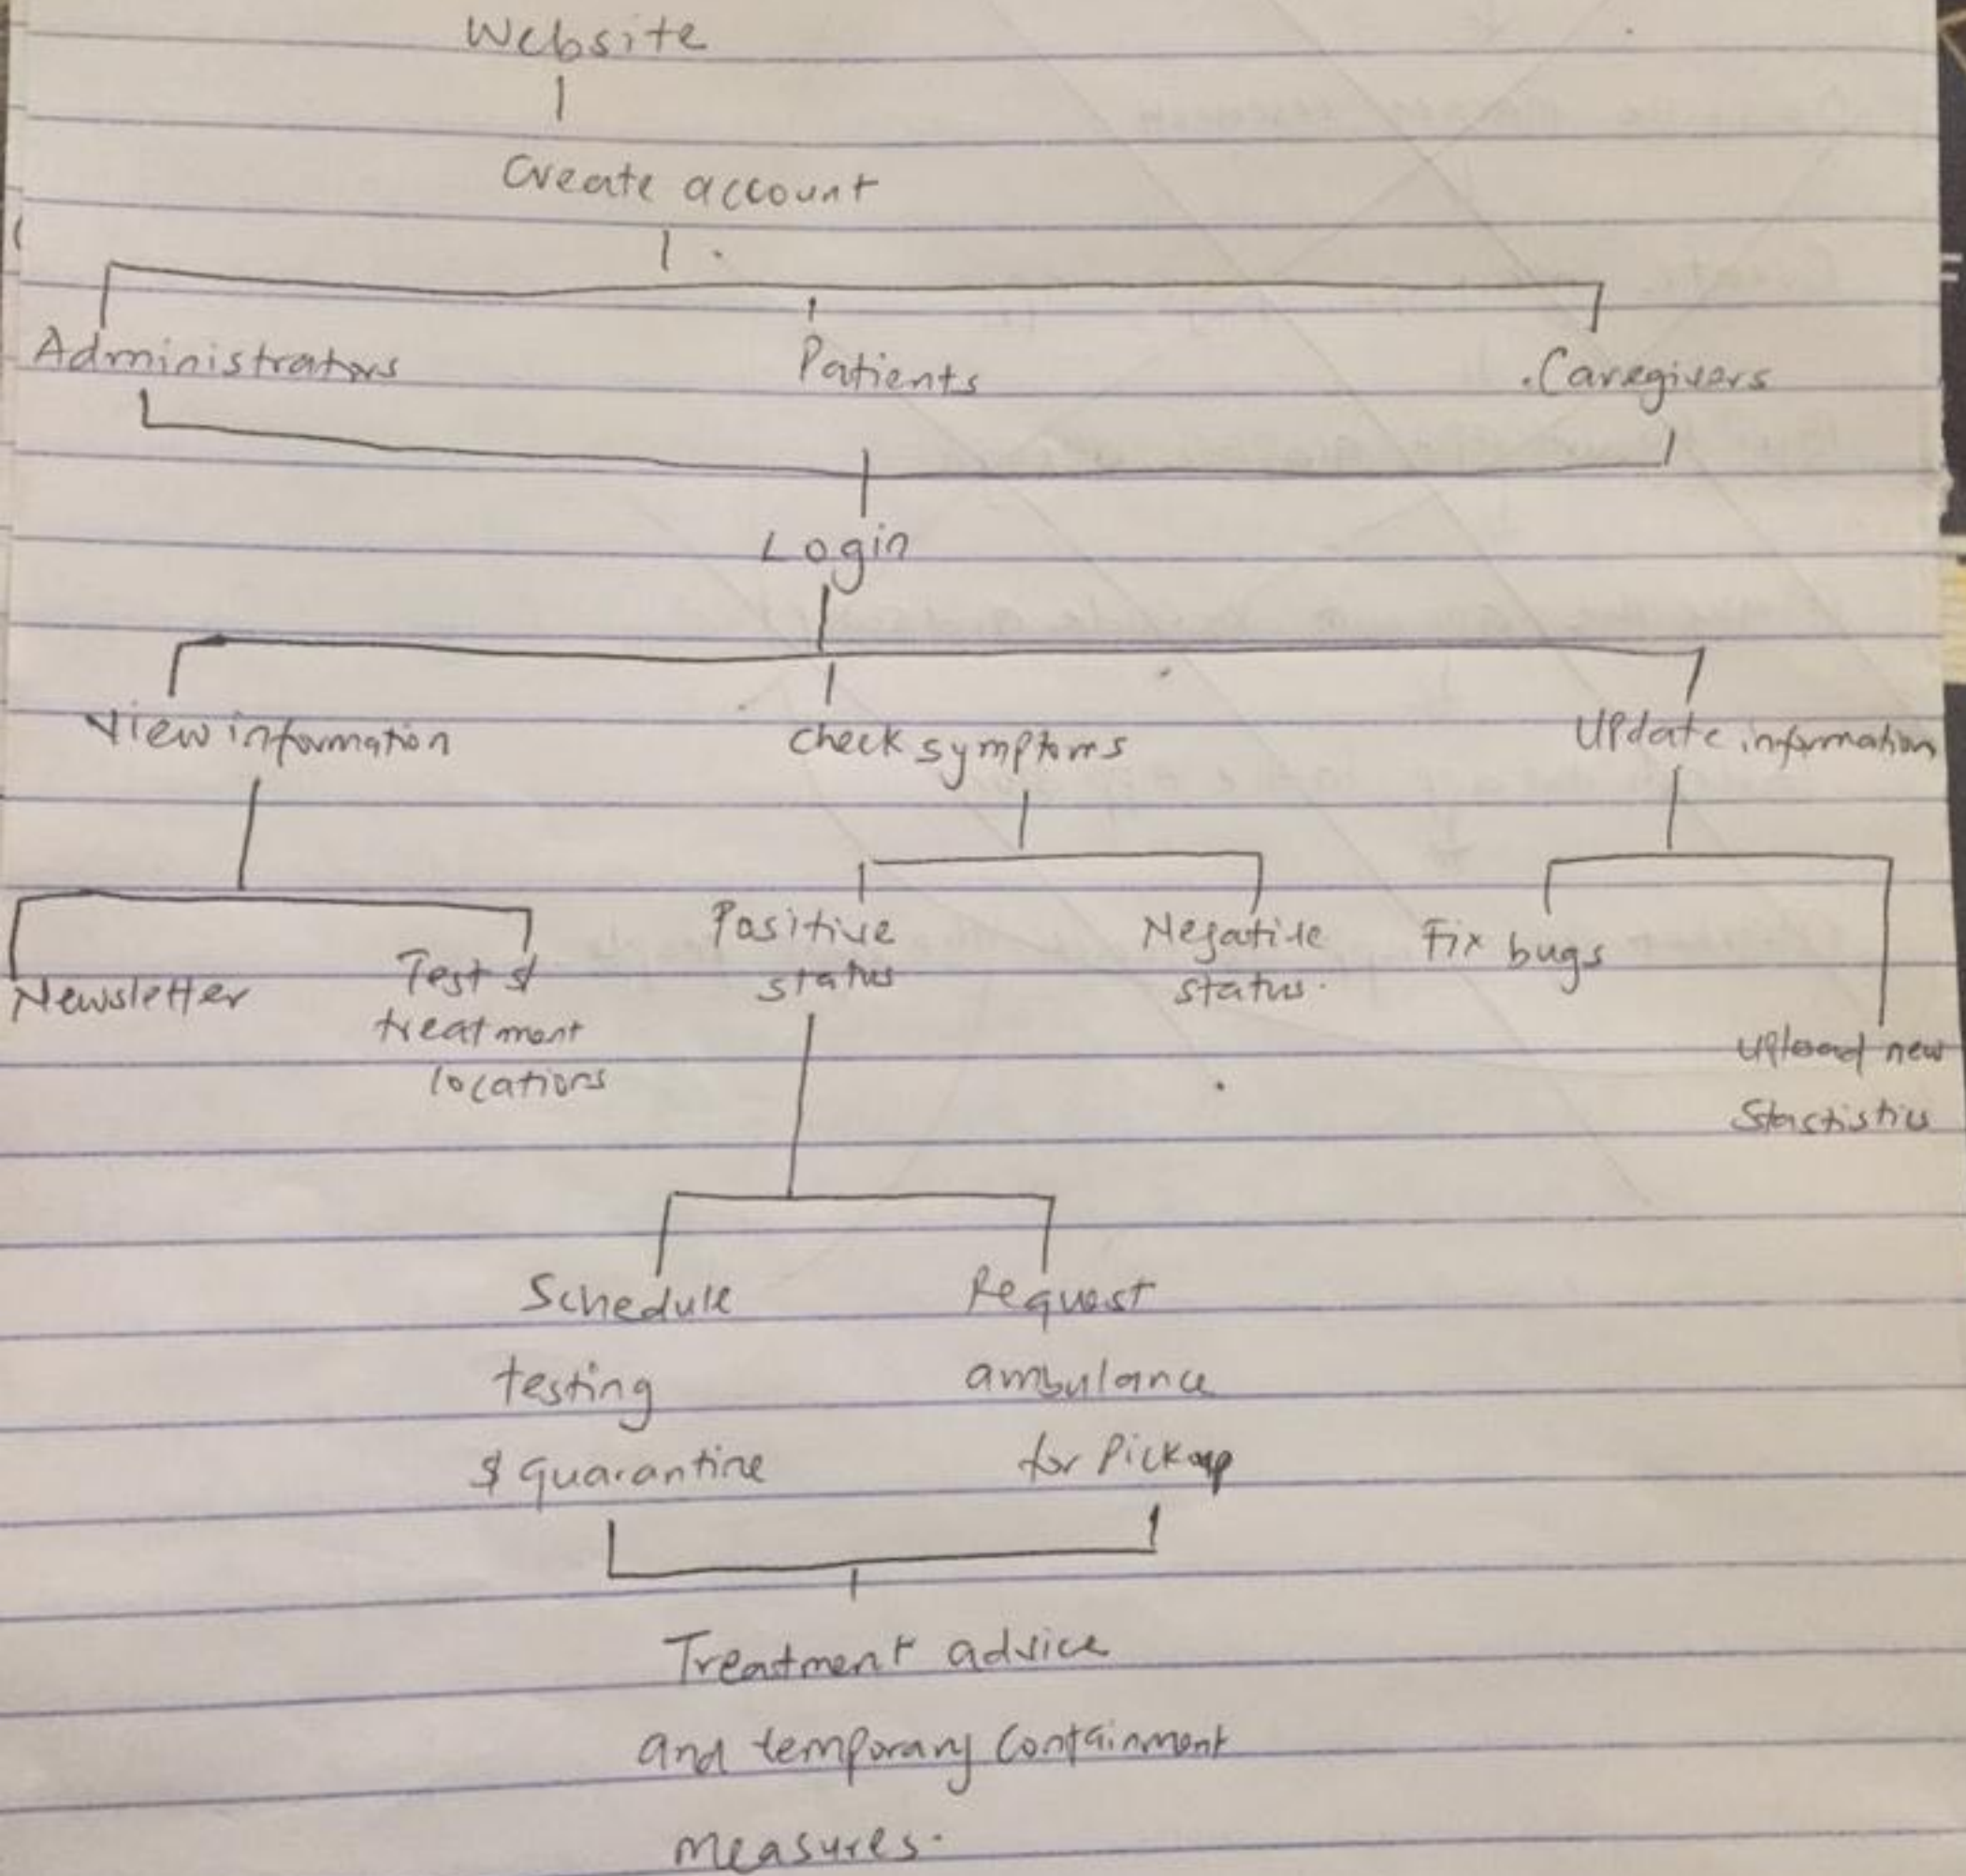 Website
Create account
Administrators Patients Caregivers
Login
View information check symptoms Update information
Newsletter
Test &
treatment
locations
Positive
status
Negative
status.
Fix bugs
upload new
Stastistics
Schedule
testing
& quarantine
Request
ambulance
for Pickup
Treatment advice
and temporary containment
measures.